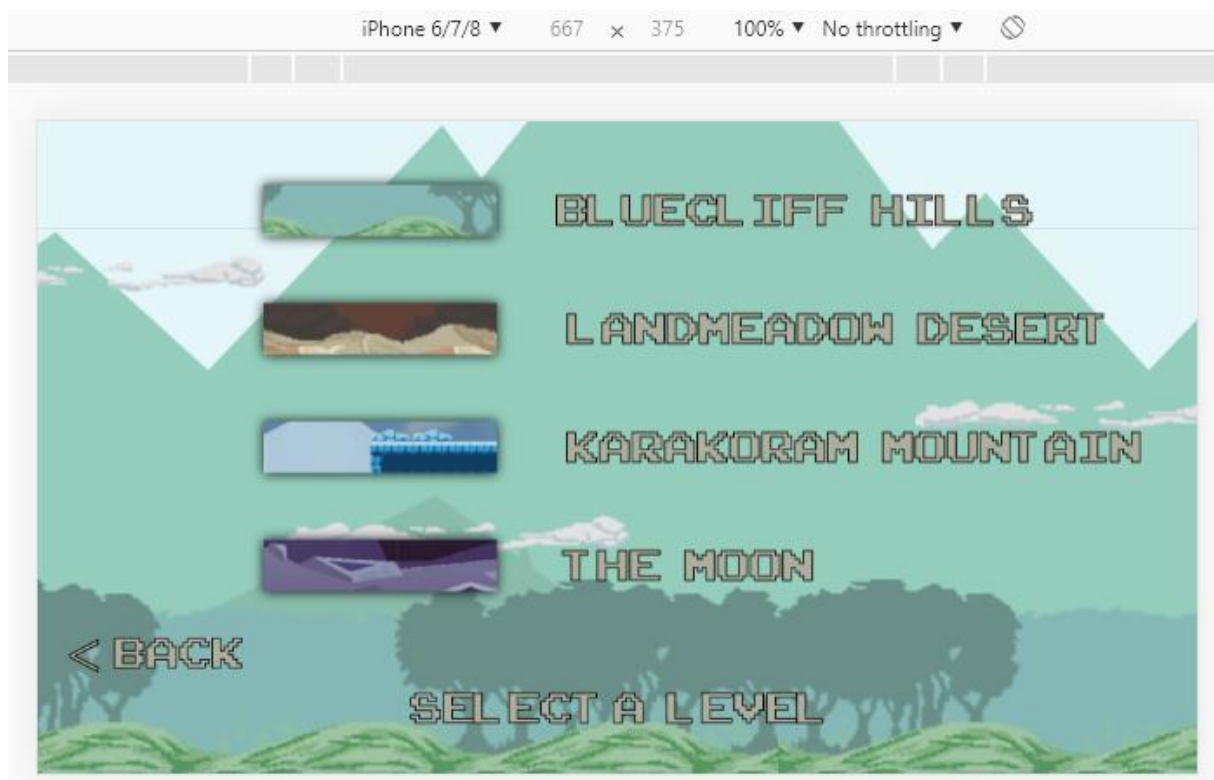 iPhone 6/7/8 ▼ 667 x 375 100% ▼ No throttling ▼
BLUECLIFF HILLS
LANDMEADOW DESERT
KARAKORAM MOUNTAIN
THE MOON
< BACK
SELECT A LEVEL